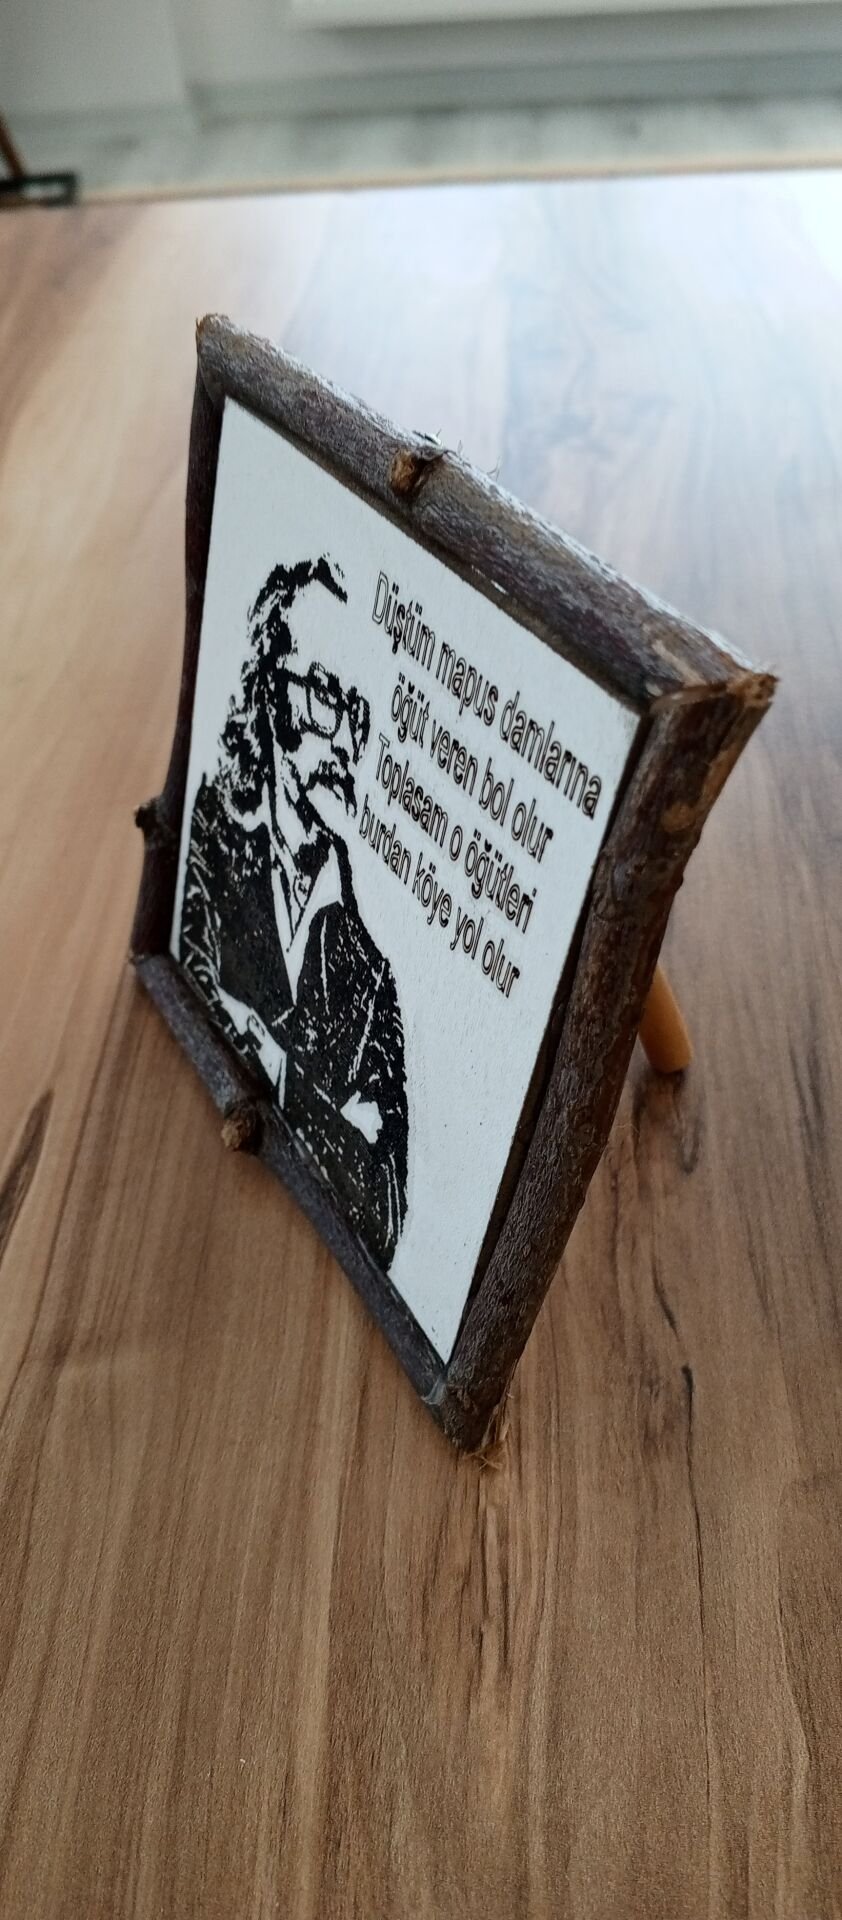 Düştüm mapus damlarına
öğüt veren bol olur
Toplasam o öğütleri
burdan köye yol olur